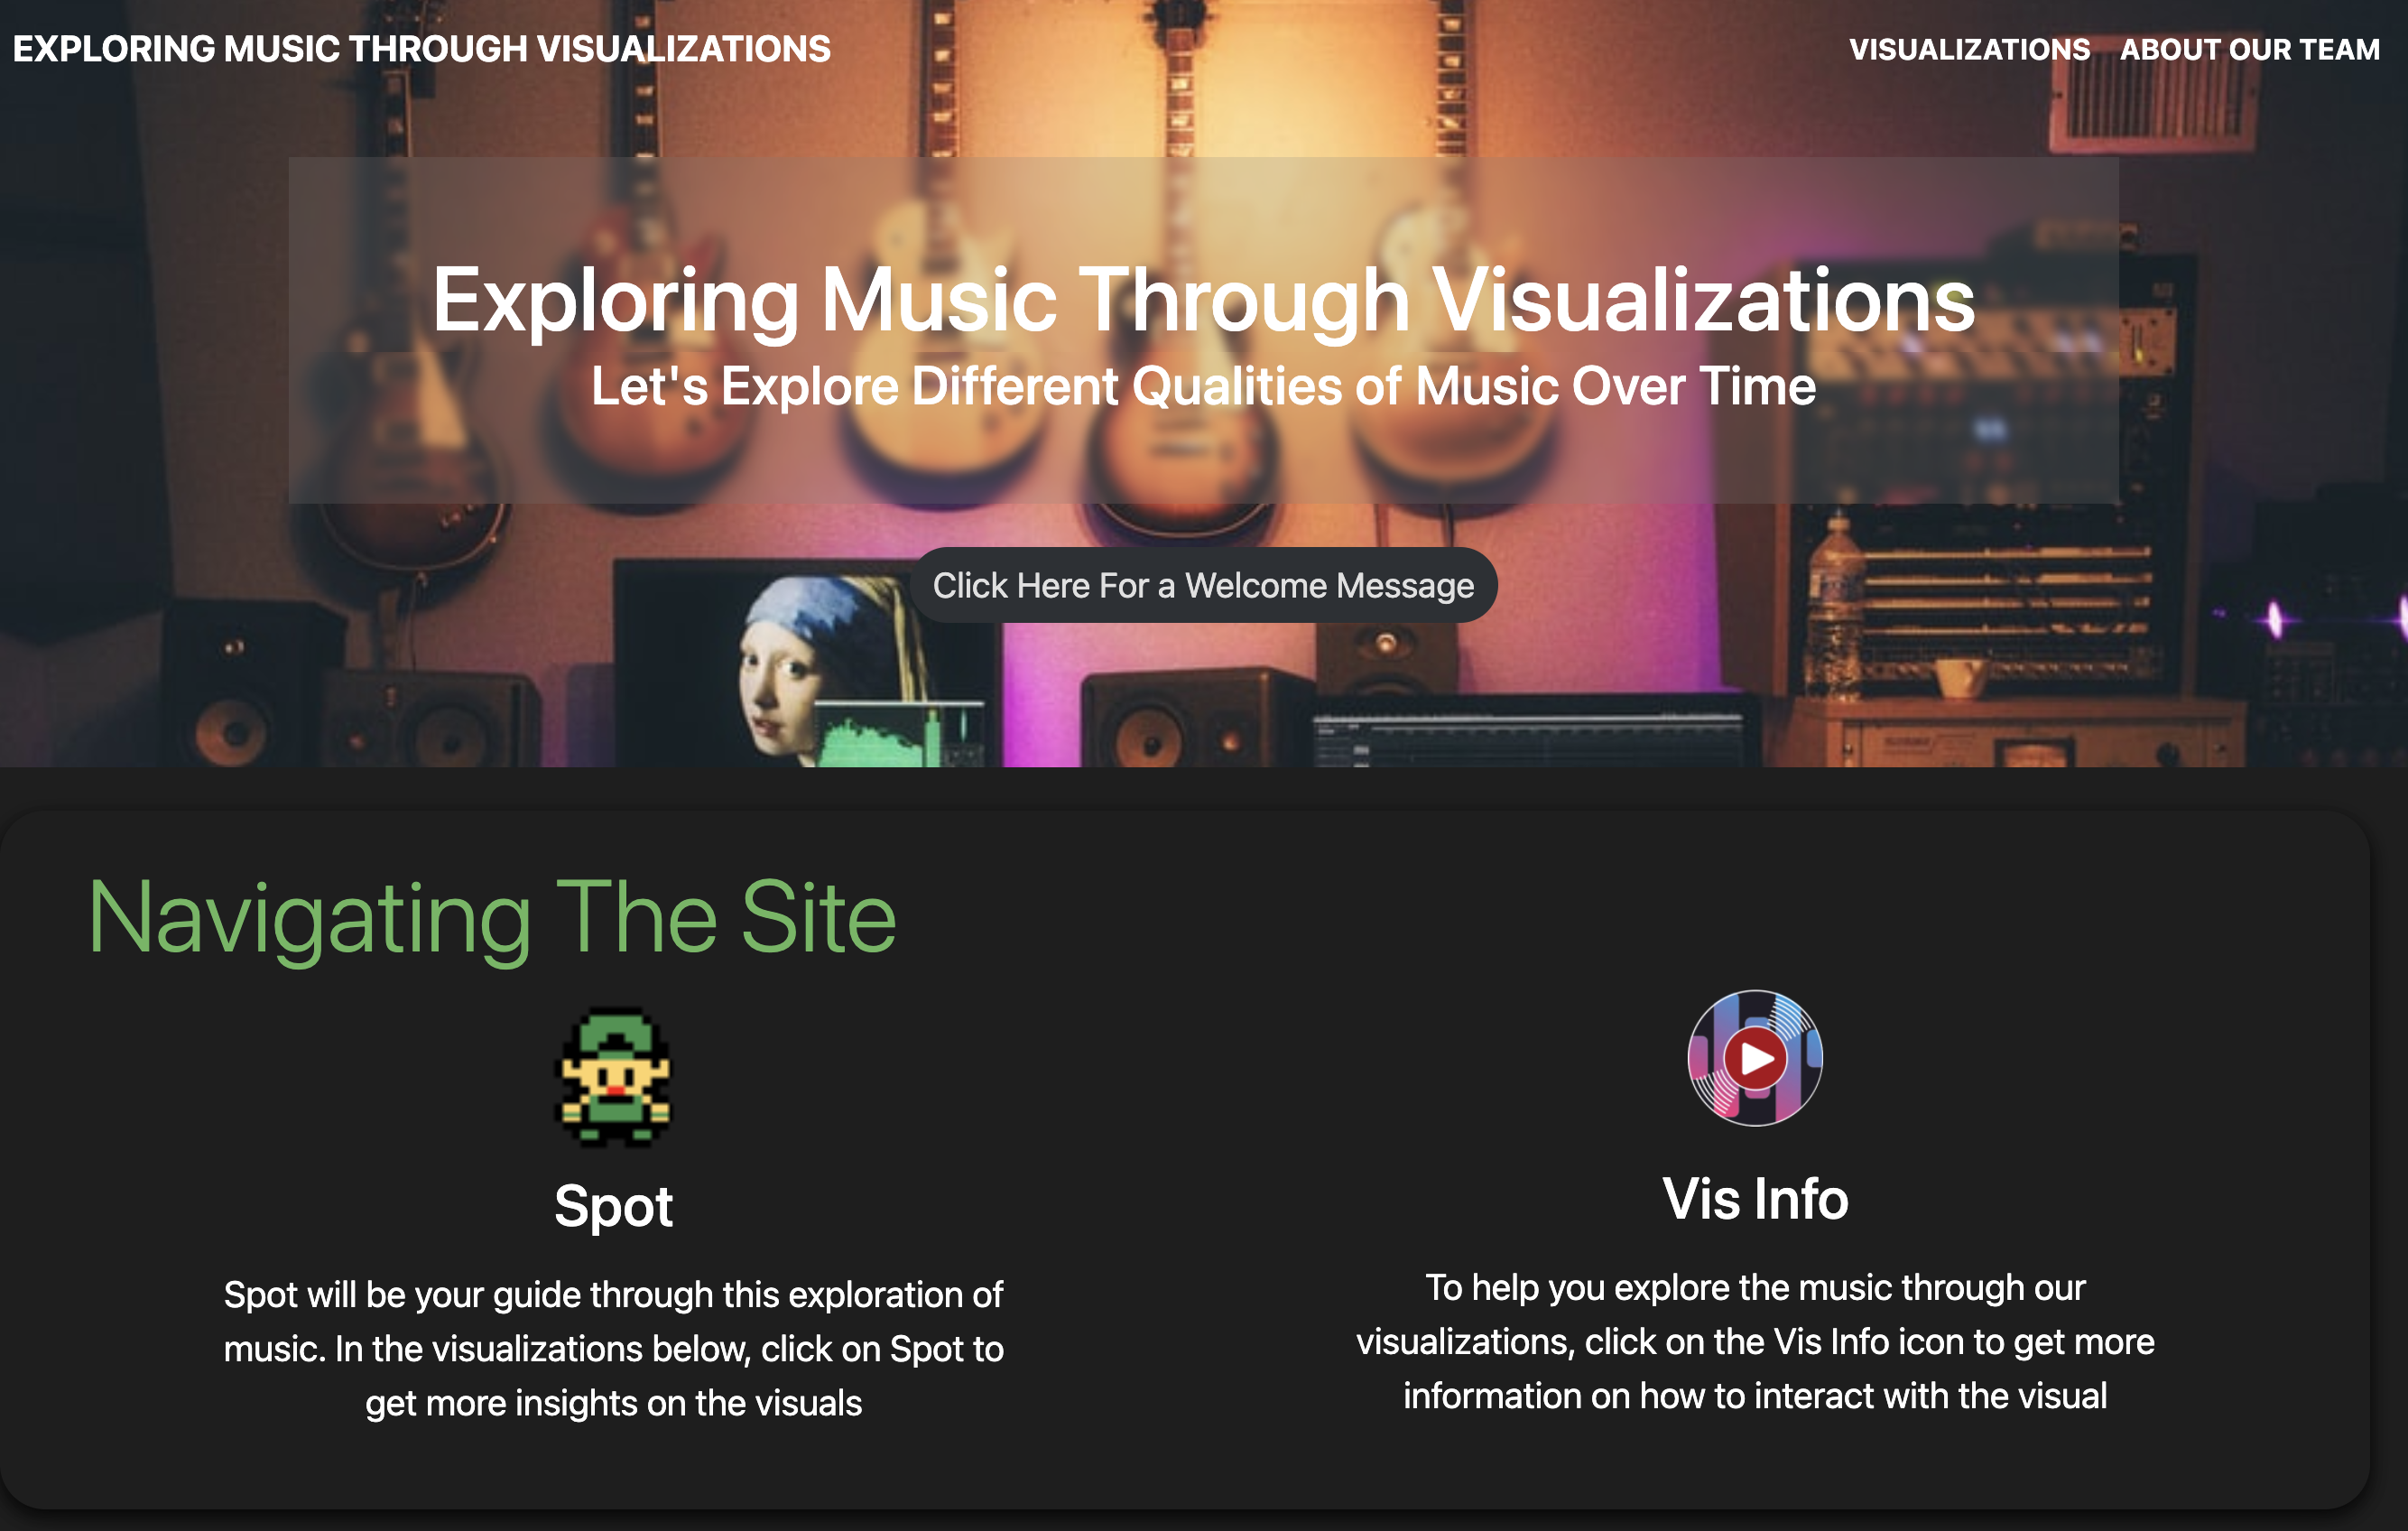 EXPLORING MUSIC THROUGH VISUALIZATIONS
VISUALIZATIONS
ABOUT OUR TEAM
Exploring Music Through Visualizations
Let's Explore Different Qualities of Music Over Time
Click Here For a Welcome Message
Navigating The Site
Spot
Spot will be your guide through this exploration of
music. In the visualizations below, click on Spot to
get more insights on the visuals
Vis Info
To help you explore the music through our
visualizations, click on the Vis Info icon to get more
information on how to interact with the visual